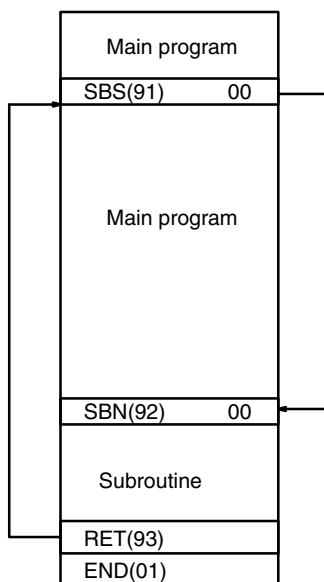 Main program
SBS(91) 00
Main program
SBN(92) 00
Subroutine
RET(93)
END(01)